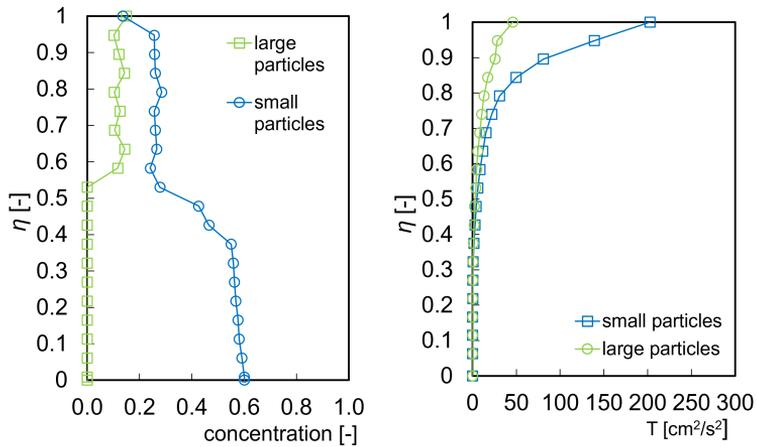 1
0.9
0.8
0.7
0.6
0.5
0.4
0.3
0.2
0.1
0
η [-]
0.0 0.2 0.4 0.6 0.8 1.0
concentration [-]
large
particles
small
particles
1
0.9
0.8
0.7
0.6
0.5
0.4
0.3
0.2
0.1
0
η [-]
0 50 100 150 200 250 300
T [cm²/s²]
small particles
large particles